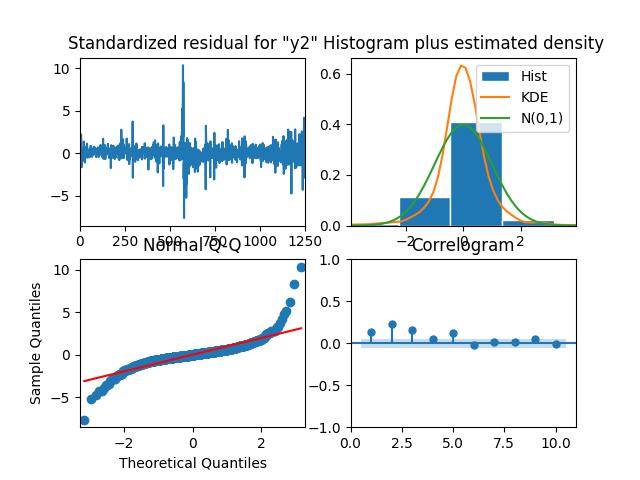 Standardized residual for "y2"
Histogram plus estimated density
10
5
0
−5
0 250 500 750 1000 1250
0.6
0.4
0.2
0.0
−2 0 2
Hist
KDE
N(0,1)
Normal Q-Q
Correlogram
Sample Quantiles
10
5
0
−5
−2 0 2
Theoretical Quantiles
1.0
0.5
0.0
−0.5
−1.0
0.0 2.5 5.0 7.5 10.0